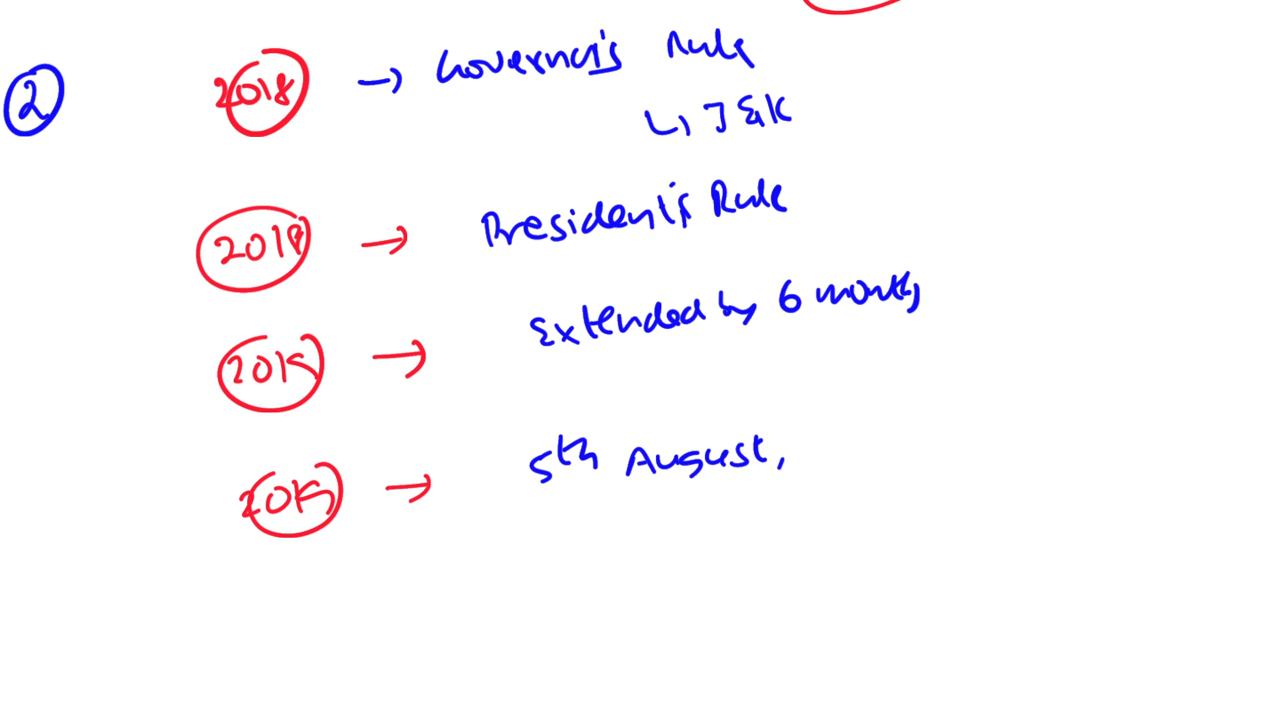 ② 2018 → Governor's Rule
↳ J&K
2018 → President's Rule
2019 → Extended by 6 months
2019 → 5th August,